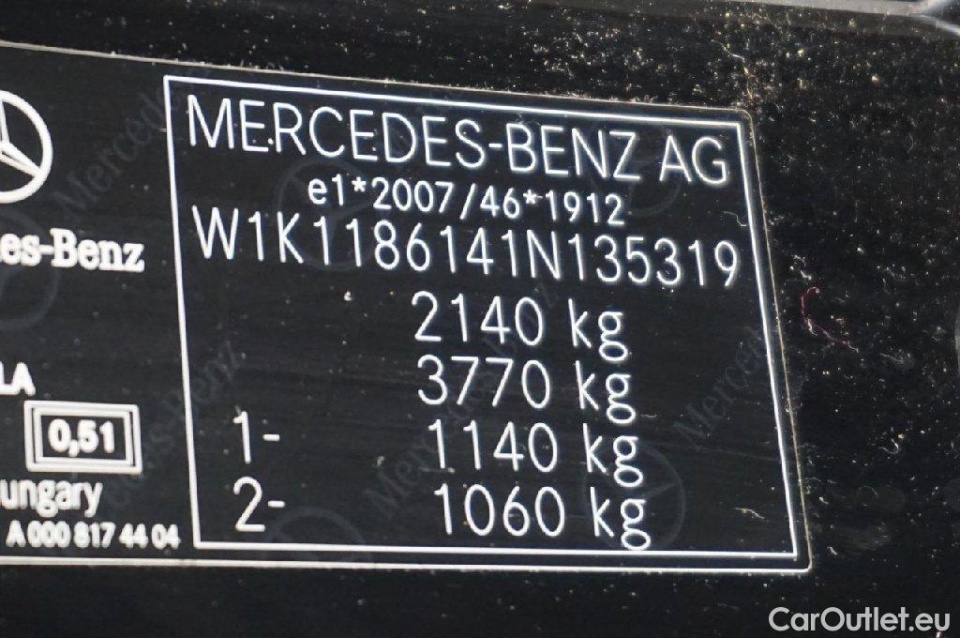 MERCEDES-BENZ AG
e1*2007/46*1912
W1K1186141N135319
2140 kg
3770 kg
1- 1140 kg
2- 1060 kg
es-Benz
LA
0,51
ungary
A 000 817 44 04
CarOutlet.eu